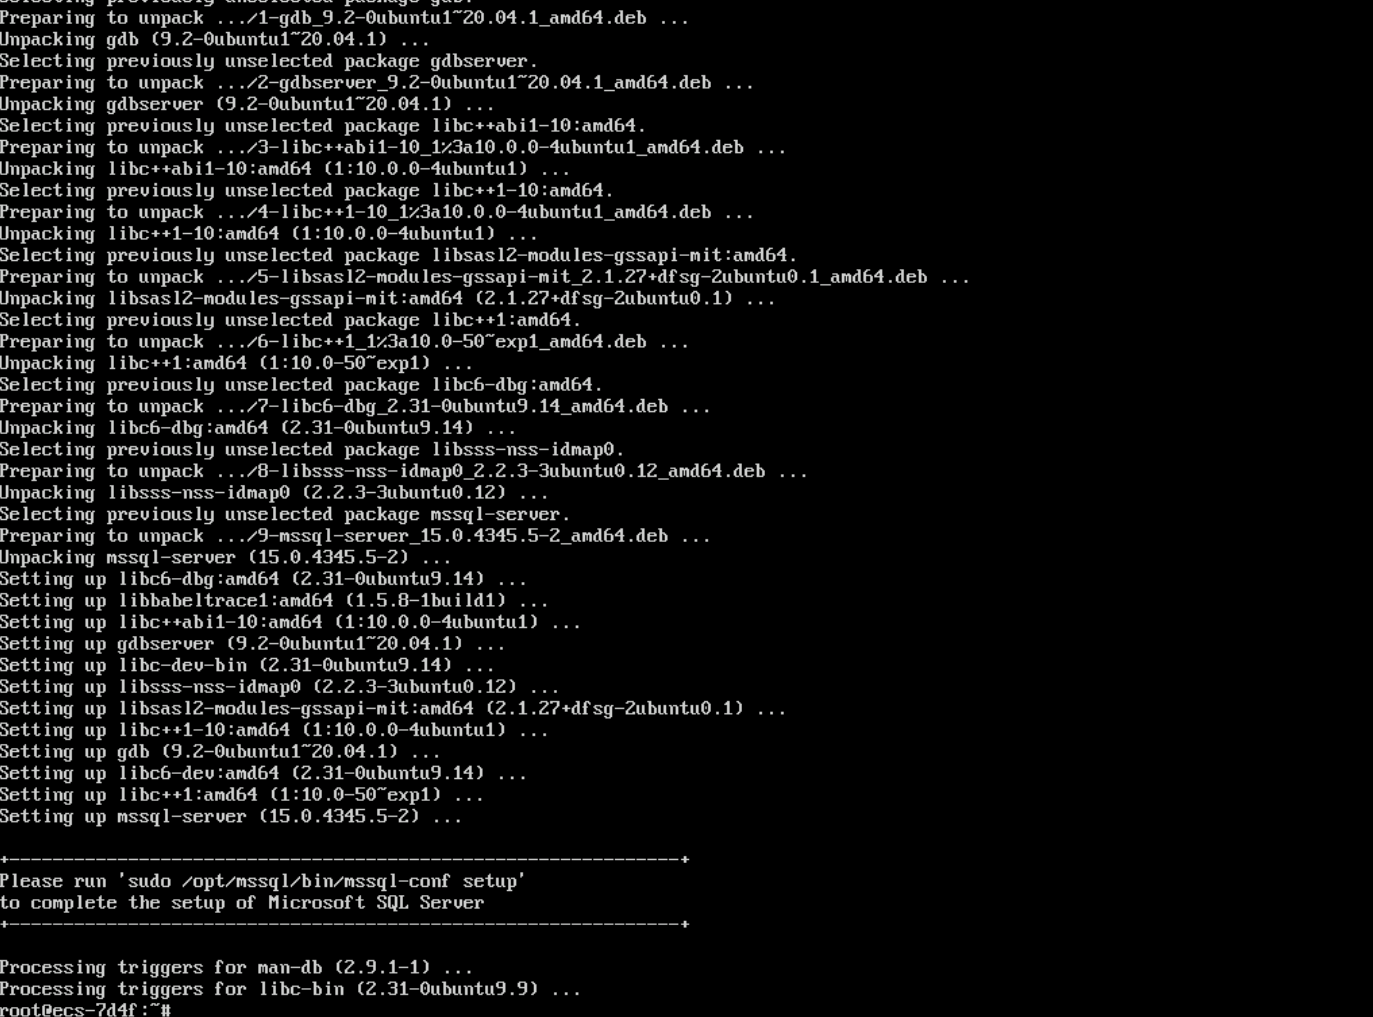 Selecting previously unselected package gdb.
Preparing to unpack .../1-gdb_9.2-0ubuntu1~20.04.1_amd64.deb ...
Unpacking gdb (9.2-0ubuntu1~20.04.1) ...
Selecting previously unselected package gdbserver.
Preparing to unpack .../2-gdbserver_9.2-0ubuntu1~20.04.1_amd64.deb ...
Unpacking gdbserver (9.2-0ubuntu1~20.04.1) ...
Selecting previously unselected package libc++abi1-10:amd64.
Preparing to unpack .../3-libc++abi1-10_1%3a10.0.0-4ubuntu1_amd64.deb ...
Unpacking libc++abi1-10:amd64 (1:10.0.0-4ubuntu1) ...
Selecting previously unselected package libc++1-10:amd64.
Preparing to unpack .../4-libc++1-10_1%3a10.0.0-4ubuntu1_amd64.deb ...
Unpacking libc++1-10:amd64 (1:10.0.0-4ubuntu1) ...
Selecting previously unselected package libsasl2-modules-gssapi-mit:amd64.
Preparing to unpack .../5-libsasl2-modules-gssapi-mit_2.1.27+dfsg-2ubuntu0.1_amd64.deb ...
Unpacking libsasl2-modules-gssapi-mit:amd64 (2.1.27+dfsg-2ubuntu0.1) ...
Selecting previously unselected package libc++1:amd64.
Preparing to unpack .../6-libc++1_1%3a10.0-50~exp1_amd64.deb ...
Unpacking libc++1:amd64 (1:10.0-50~exp1) ...
Selecting previously unselected package libc6-dbg:amd64.
Preparing to unpack .../7-libc6-dbg_2.31-0ubuntu9.14_amd64.deb ...
Unpacking libc6-dbg:amd64 (2.31-0ubuntu9.14) ...
Selecting previously unselected package libsss-nss-idmap0.
Preparing to unpack .../8-libsss-nss-idmap0_2.2.3-3ubuntu0.12_amd64.deb ...
Unpacking libsss-nss-idmap0 (2.2.3-3ubuntu0.12) ...
Selecting previously unselected package mssql-server.
Preparing to unpack .../9-mssql-server_15.0.4345.5-2_amd64.deb ...
Unpacking mssql-server (15.0.4345.5-2) ...
Setting up libc6-dbg:amd64 (2.31-0ubuntu9.14) ...
Setting up libbabeltrace1:amd64 (1.5.8-1build1) ...
Setting up libc++abi1-10:amd64 (1:10.0.0-4ubuntu1) ...
Setting up gdbserver (9.2-0ubuntu1~20.04.1) ...
Setting up libc-dev-bin (2.31-0ubuntu9.14) ...
Setting up libsss-nss-idmap0 (2.2.3-3ubuntu0.12) ...
Setting up libsasl2-modules-gssapi-mit:amd64 (2.1.27+dfsg-2ubuntu0.1) ...
Setting up libc++1-10:amd64 (1:10.0.0-4ubuntu1) ...
Setting up gdb (9.2-0ubuntu1~20.04.1) ...
Setting up libc6-dev:amd64 (2.31-0ubuntu9.14) ...
Setting up libc++1:amd64 (1:10.0-50~exp1) ...
Setting up mssql-server (15.0.4345.5-2) ...
+--------------------------------------------------------------+
Please run 'sudo /opt/mssql/bin/mssql-conf setup'
to complete the setup of Microsoft SQL Server
+--------------------------------------------------------------+
Processing triggers for man-db (2.9.1-1) ...
Processing triggers for libc-bin (2.31-0ubuntu9.9) ...
root@ecs-7d4f:~#